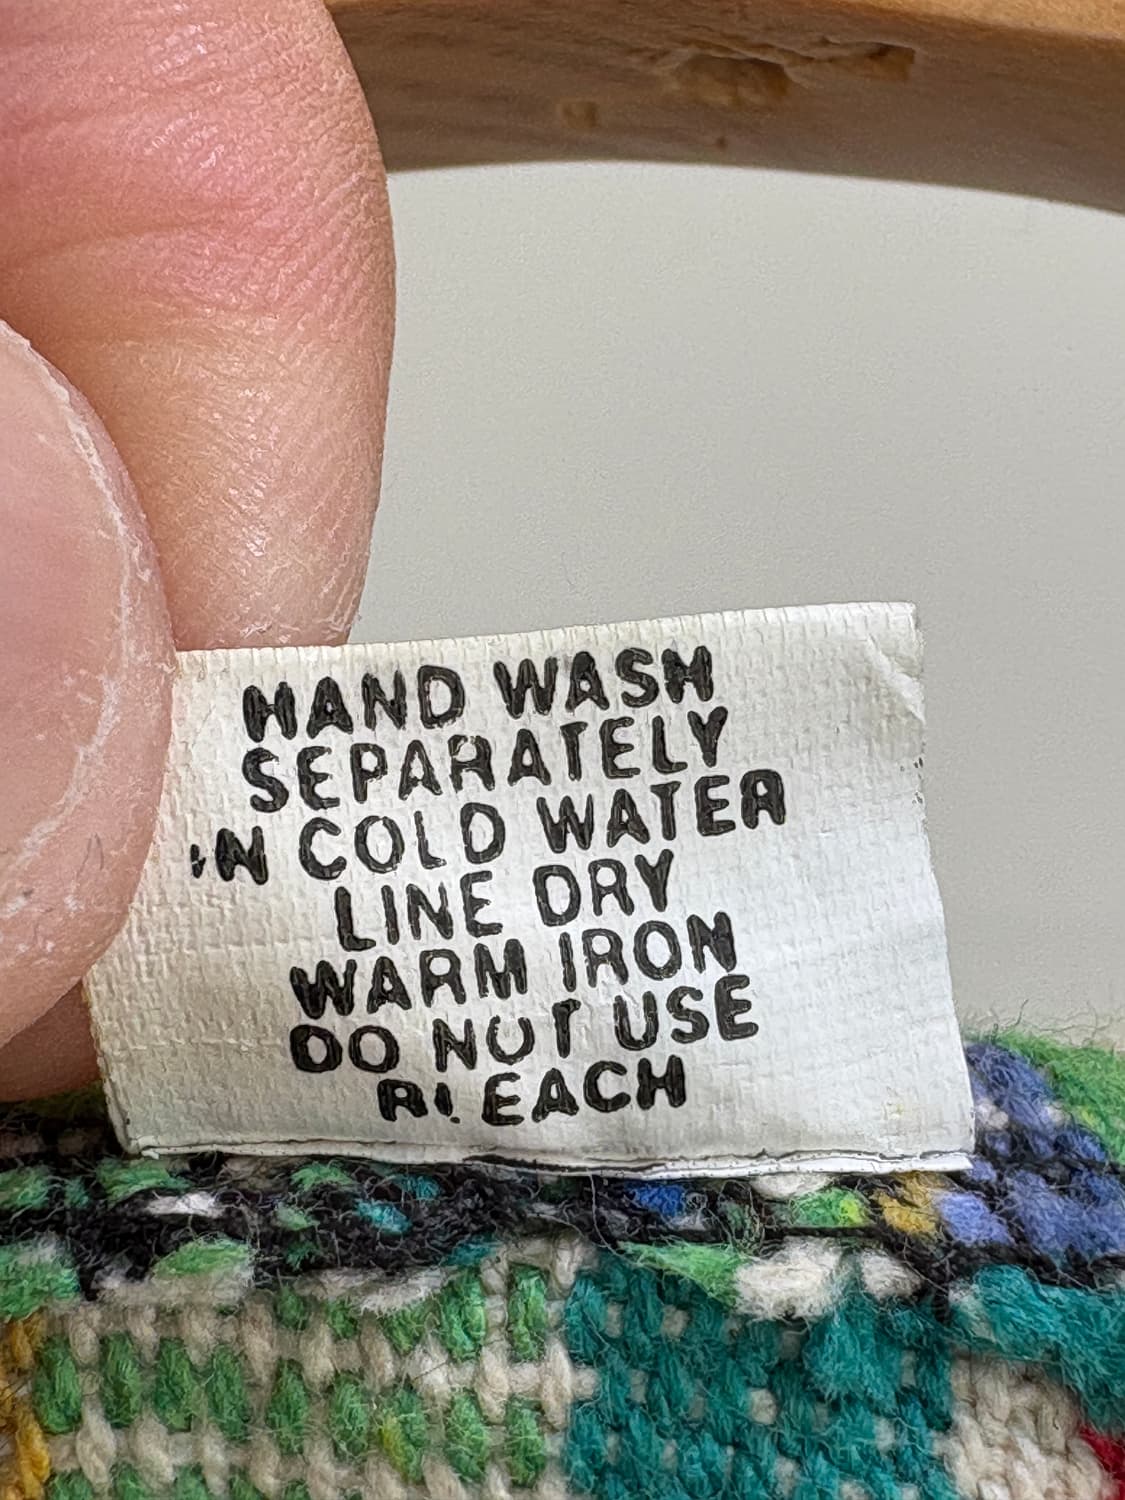 HAND WASH
SEPARATELY
IN COLD WATER
LINE DRY
WARM IRON
DO NOT USE
BLEACH